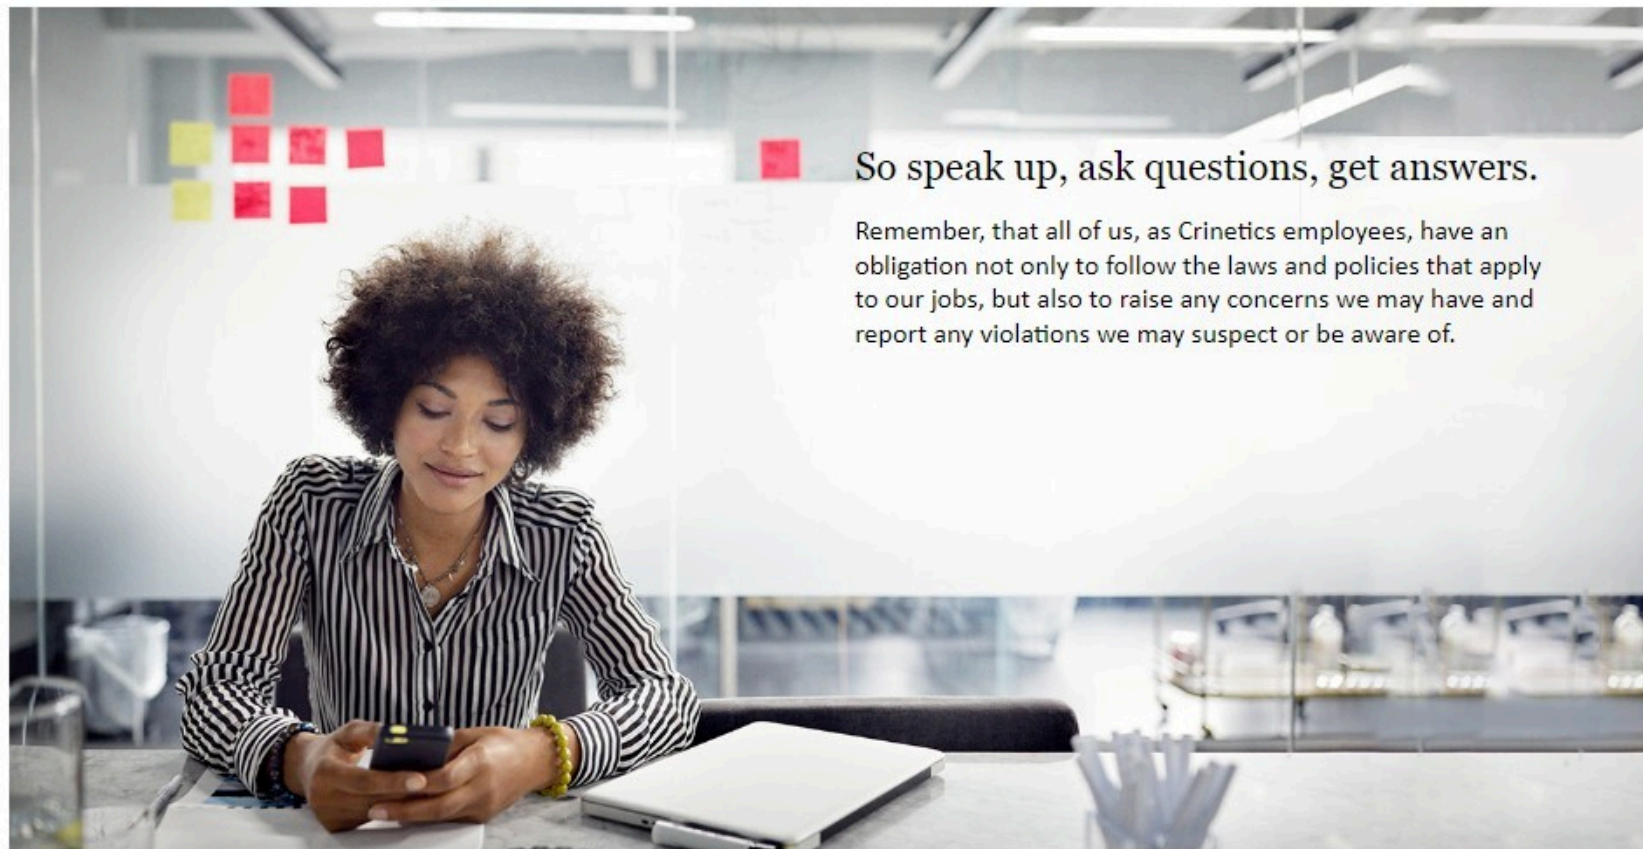 So speak up, ask questions, get answers.
Remember, that all of us, as Crinetics employees, have an
obligation not only to follow the laws and policies that apply
to our jobs, but also to raise any concerns we may have and
report any violations we may suspect or be aware of.